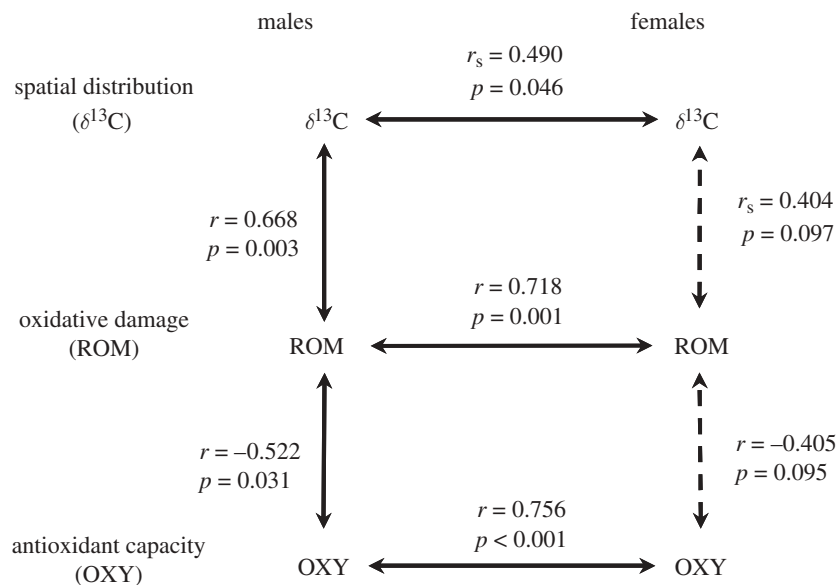 males
females
r_s = 0.490
p = 0.046
spatial distribution
(δ¹³C)
δ¹³C
δ¹³C
r = 0.668
p = 0.003
r_s = 0.404
p = 0.097
r = 0.718
p = 0.001
oxidative damage
(ROM)
ROM
ROM
r = –0.522
p = 0.031
r = –0.405
p = 0.095
r = 0.756
p < 0.001
antioxidant capacity
(OXY)
OXY
OXY